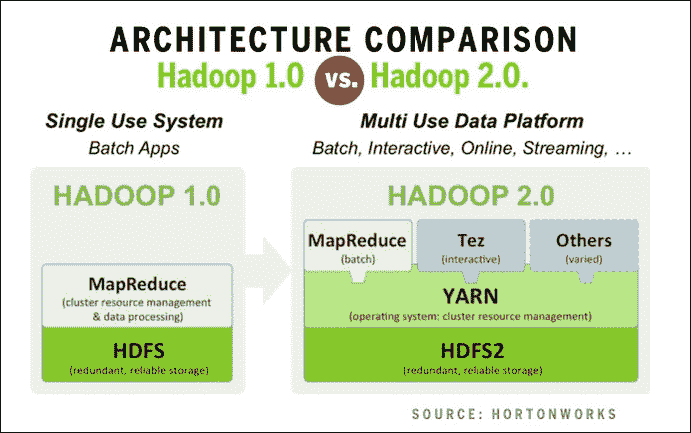 ARCHITECTURE COMPARISON
Hadoop 1.0 vs. Hadoop 2.0.
Single Use System
Batch Apps
Multi Use Data Platform
Batch, Interactive, Online, Streaming, …
HADOOP 1.0
MapReduce
(cluster resource management
& data processing)
HDFS
(redundant, reliable storage)
HADOOP 2.0
MapReduce
(batch)
Tez
(interactive)
Others
(varied)
YARN
(operating system: cluster resource management)
HDFS2
(redundant, reliable storage)
SOURCE: HORTONWORKS